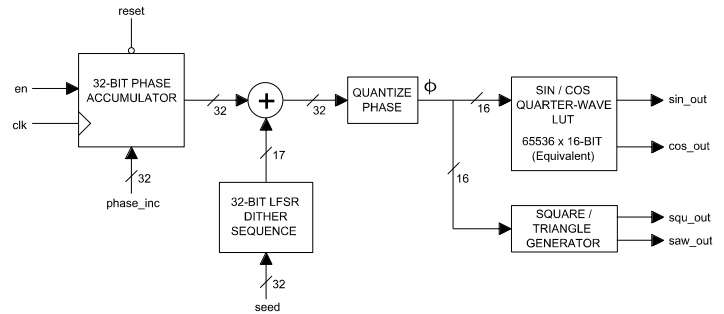 reset
en
clk
32-BIT PHASE
ACCUMULATOR
32
phase_inc
32
+
17
32-BIT LFSR
DITHER
SEQUENCE
32
seed
32
QUANTIZE
PHASE
ϕ
16
16
SIN / COS
QUARTER-WAVE
LUT
65536 x 16-BIT
(Equivalent)
sin_out
cos_out
SQUARE /
TRIANGLE
GENERATOR
squ_out
saw_out